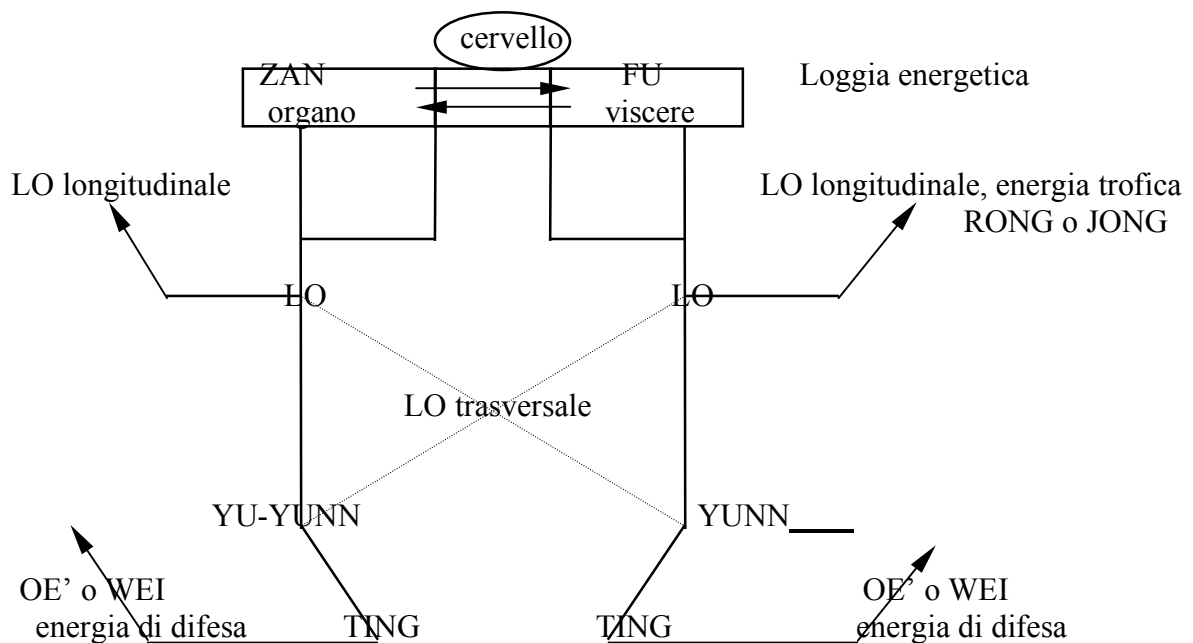 cervello
ZAN FU Loggia energetica
organo viscere
LO longitudinale LO longitudinale, energia trofica
RONG o JONG
LO LO
LO trasversale
YU-YUNN YUNN
OE’ o WEI OE’ o WEI
energia di difesa TING TING energia di difesa